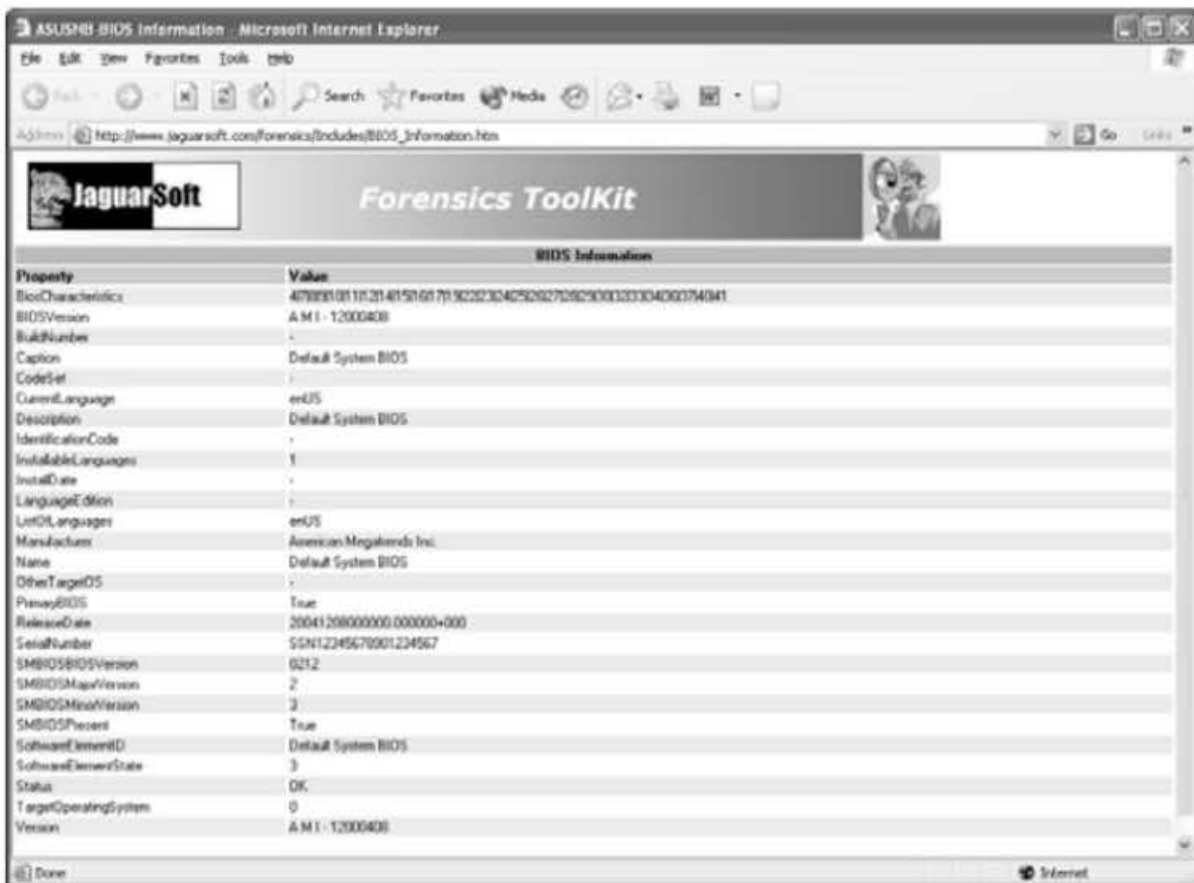 ASUSNB BIOS Information - Microsoft Internet Explorer
File Edit View Favorites Tools Help
Back Search Favorites Media
Address http://www.jaguarsoft.com/forensics/Includes/BIOS_Information.htm Go Links
JaguarSoft Forensics ToolKit
BIOS Information
Property Value
BiosCharacteristics
BIOSVersion A M I - 12000408
BuildNumber -
Caption Default System BIOS
CodeSet -
CurrentLanguage enUS
Description Default System BIOS
IdentificationCode -
InstallableLanguages 1
InstallDate -
LanguageEdition -
ListOfLanguages enUS
Manufacturer American Megatrends Inc.
Name Default System BIOS
OtherTargetOS -
PrimaryBIOS True
ReleaseDate 20041208000000.000000+000
SerialNumber SSN12345678901234567
SMBIOSBIOSVersion 0212
SMBIOSMajorVersion 2
SMBIOSMinorVersion 3
SMBIOSPresent True
SoftwareElementID Default System BIOS
SoftwareElementState 3
Status OK
TargetOperatingSystem 0
Version A M I - 12000408
Done Internet